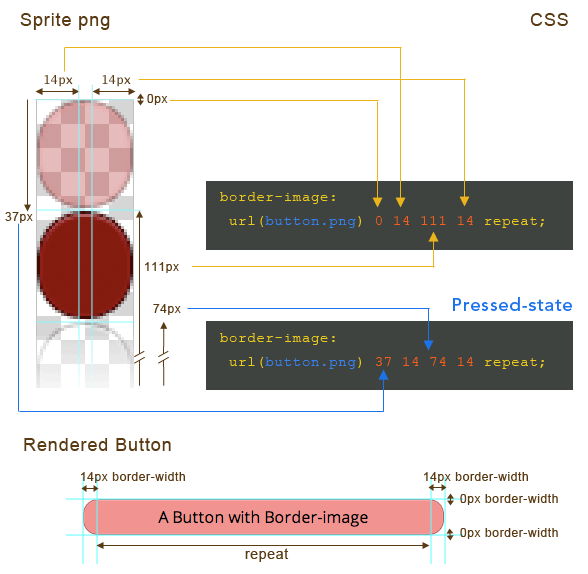 Sprite png
CSS
14px 14px
0px
37px
border-image:
url(button.png) 0 14 111 14 repeat;
111px
74px
Pressed-state
border-image:
url(button.png) 37 14 74 14 repeat;
Rendered Button
14px border-width
14px border-width
0px border-width
A Button with Border-image
0px border-width
repeat